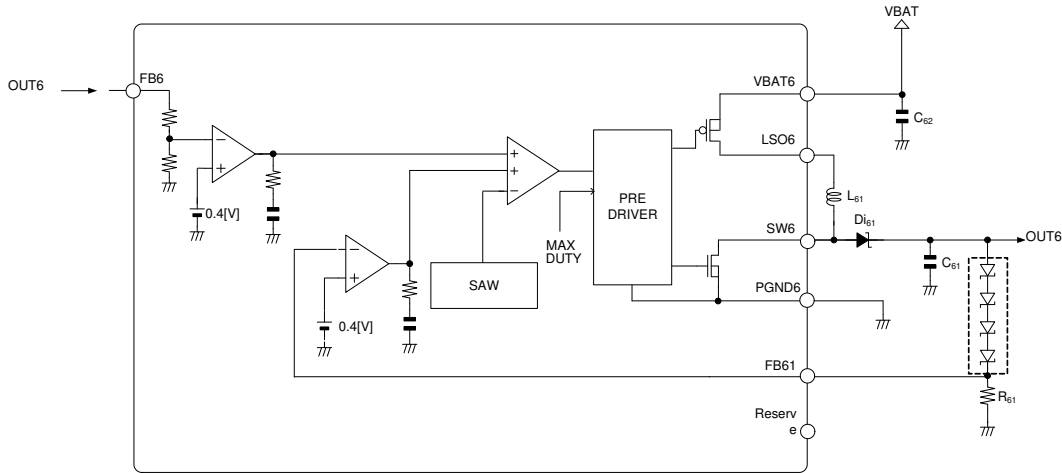 VBAT
OUT6
FB6
VBAT6
C62
LSO6
PRE
DRIVER
L61
0.4[V]
MAX
DUTY
SW6
Di61
OUT6
C61
SAW
PGND6
0.4[V]
FB61
R61
Reserv
e